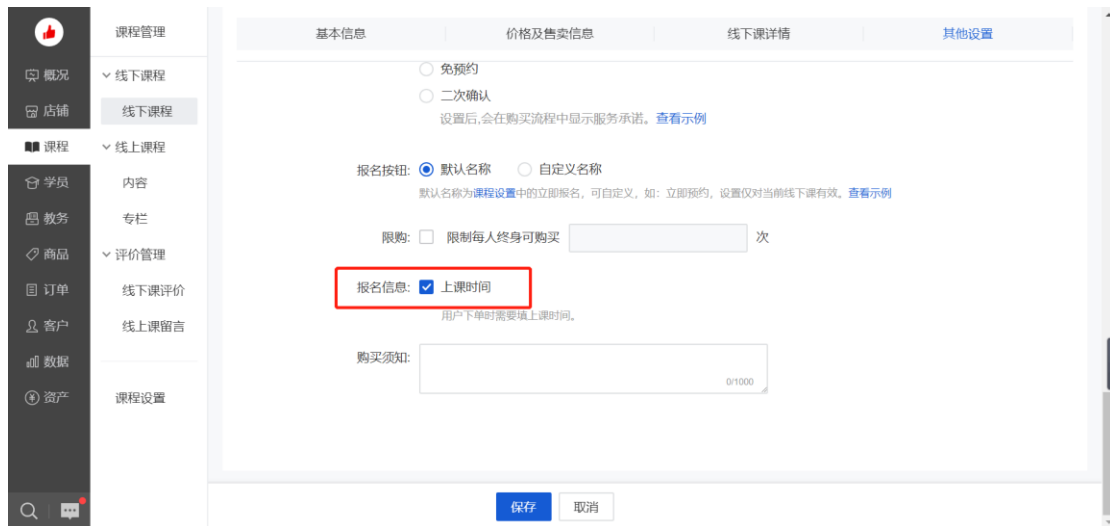 课程管理
概况
店铺
课程
学员
教务
商品
订单
客户
数据
资产
线下课程
线下课程
线上课程
内容
专栏
评价管理
线下课评价
线上课留言
课程设置
基本信息
价格及售卖信息
线下课详情
其他设置
免预约
二次确认
设置后,会在购买流程中显示服务承诺。查看示例
报名按钮: 默认名称 自定义名称
默认名称为课程设置中的立即报名，可自定义，如：立即预约，设置仅对当前线下课有效。查看示例
限购: 限制每人终身可购买 次
报名信息: 上课时间
用户下单时需要填上课时间。
购买须知:
0/1000
保存
取消